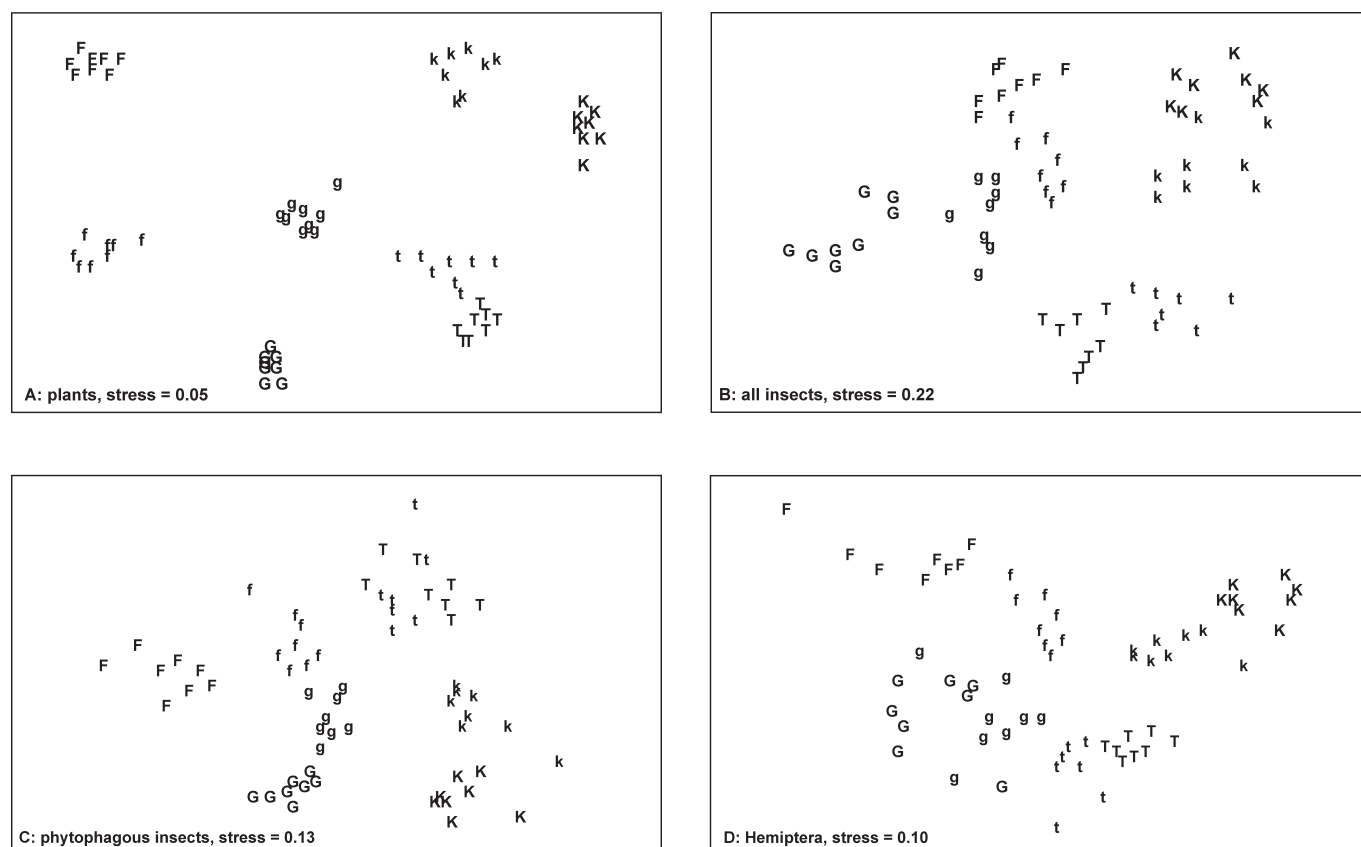 F F F F F F F F
k k k k k k k k
K K K K K K K K
g g g g g g g g g
f f f f f f f f
t t t t t t t t
T T T T T T T T
G G G G G G G G
A: plants, stress = 0.05
F F F F F F F F
K K K K K K K K
f f f f f f f f
k k k k k k k k
g g g g g g g g
G G G G G G G G
t t t t t t t
T T T T T T T T
B: all insects, stress = 0.22
t t t t t t t
T T T T T T T T
f f f f f f f f
F F F F F F F F
g g g g g g g g
k k k k k k k k
G G G G G G G G
K K K K K K K K
C: phytophagous insects, stress = 0.13
F F F F F F F F
f f f f f f f f
K K K K K K K K
k k k k k k k k
g g g g g g g g
G G G G G G G G
T T T T T T T T
t t t t t t t
D: Hemiptera, stress = 0.10